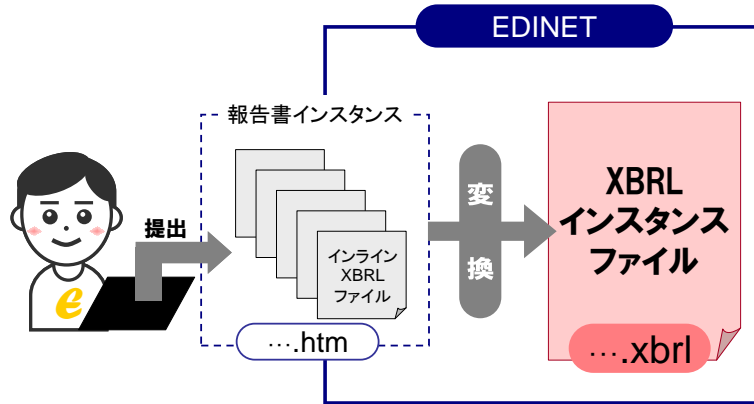 EDINET
報告書インスタンス
提出
e
インライン
XBRL
ファイル
….htm
変
換
XBRL
インスタンス
ファイル
….xbrl